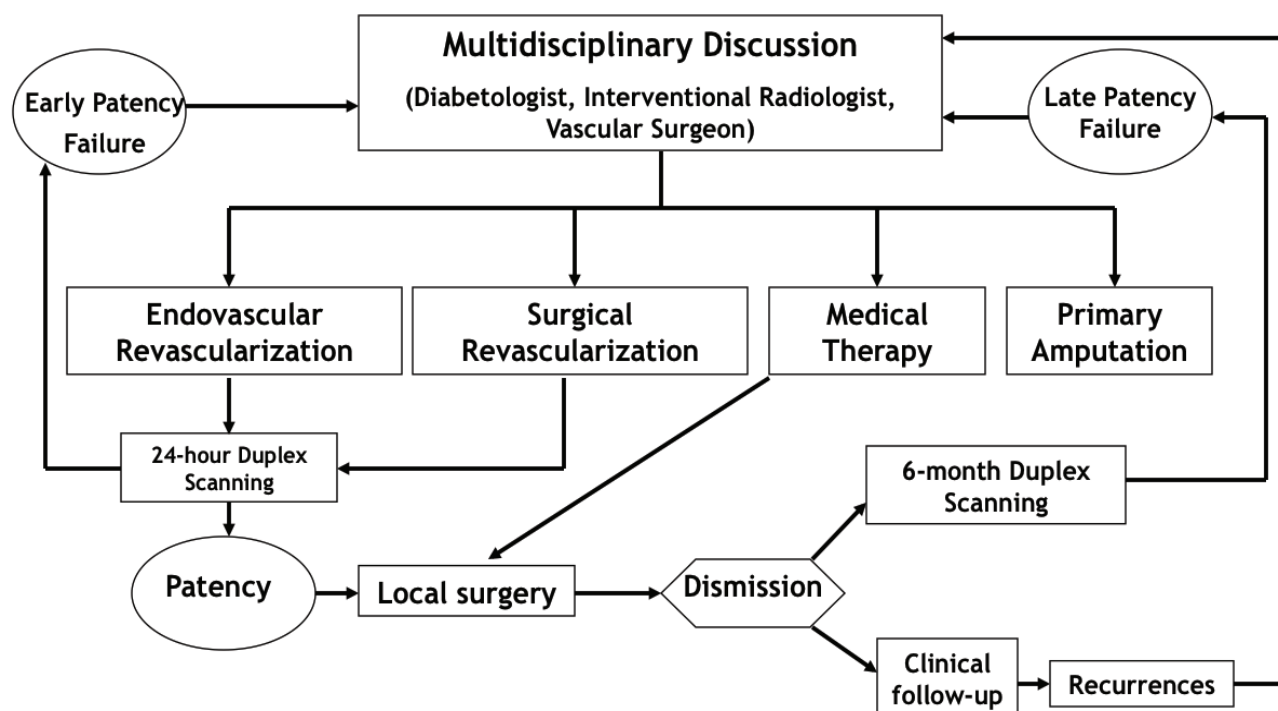 Multidisciplinary Discussion
(Diabetologist, Interventional Radiologist,
Vascular Surgeon)
Early Patency
Failure
Late Patency
Failure
Endovascular
Revascularization
Surgical
Revascularization
Medical
Therapy
Primary
Amputation
24-hour Duplex
Scanning
6-month Duplex
Scanning
Patency
Local surgery
Dismission
Clinical
follow-up
Recurrences